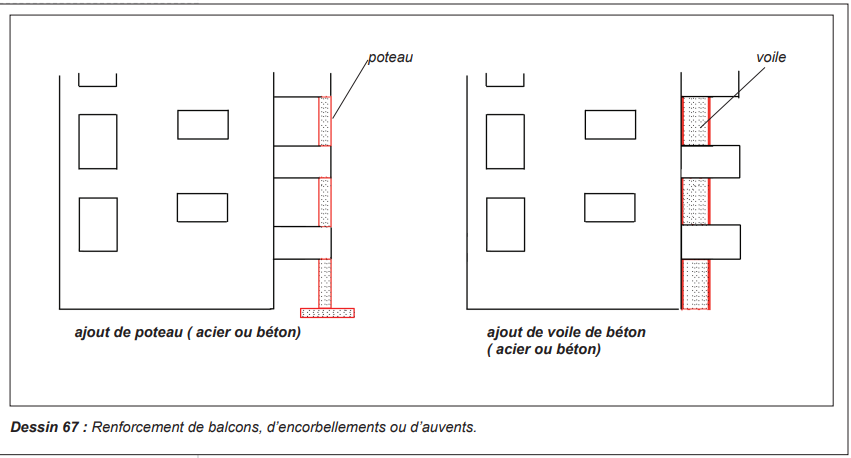 poteau
voile
ajout de poteau ( acier ou béton)
ajout de voile de béton
( acier ou béton)
Dessin 67 : Renforcement de balcons, d’encorbellements ou d’auvents.